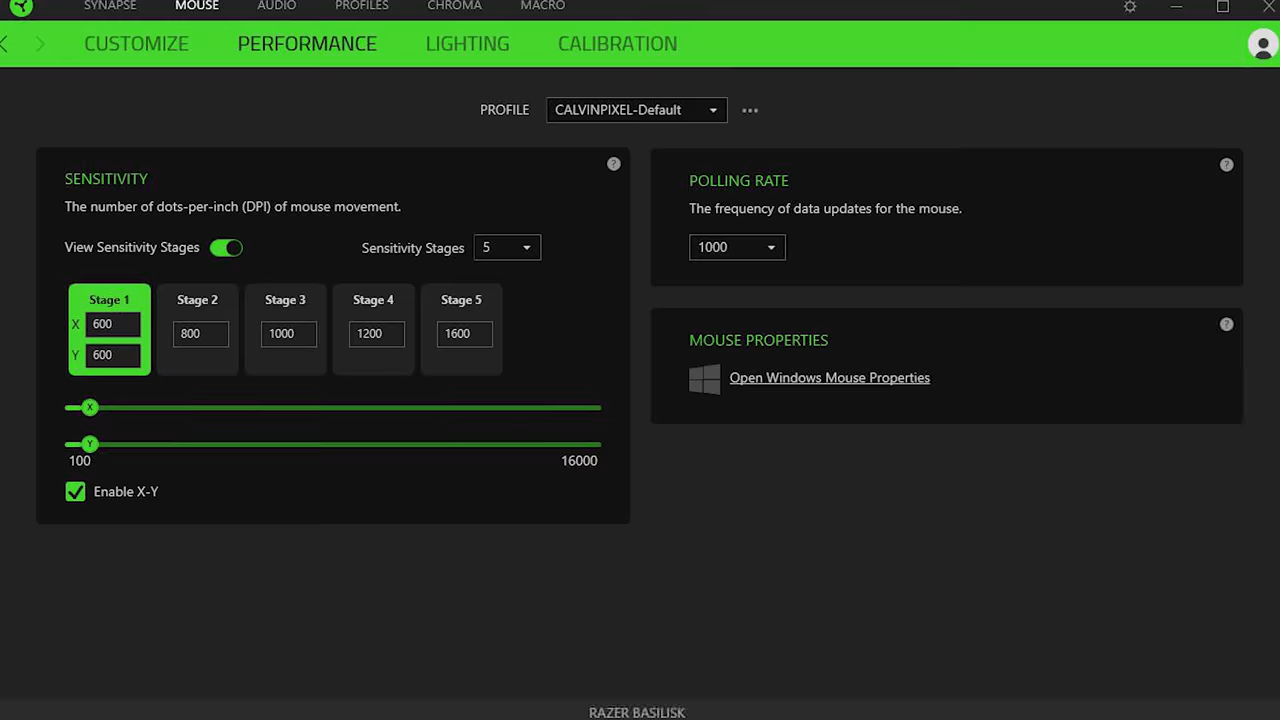 SYNAPSE MOUSE AUDIO PROFILES CHROMA MACRO
CUSTOMIZE PERFORMANCE LIGHTING CALIBRATION
PROFILE CALVINPIXEL-Default
SENSITIVITY
The number of dots-per-inch (DPI) of mouse movement.
View Sensitivity Stages Sensitivity Stages 5
Stage 1 Stage 2 Stage 3 Stage 4 Stage 5
X 600 800 1000 1200 1600
Y 600
X
Y
100 16000
Enable X-Y
POLLING RATE
The frequency of data updates for the mouse.
1000
MOUSE PROPERTIES
Open Windows Mouse Properties
RAZER BASILISK